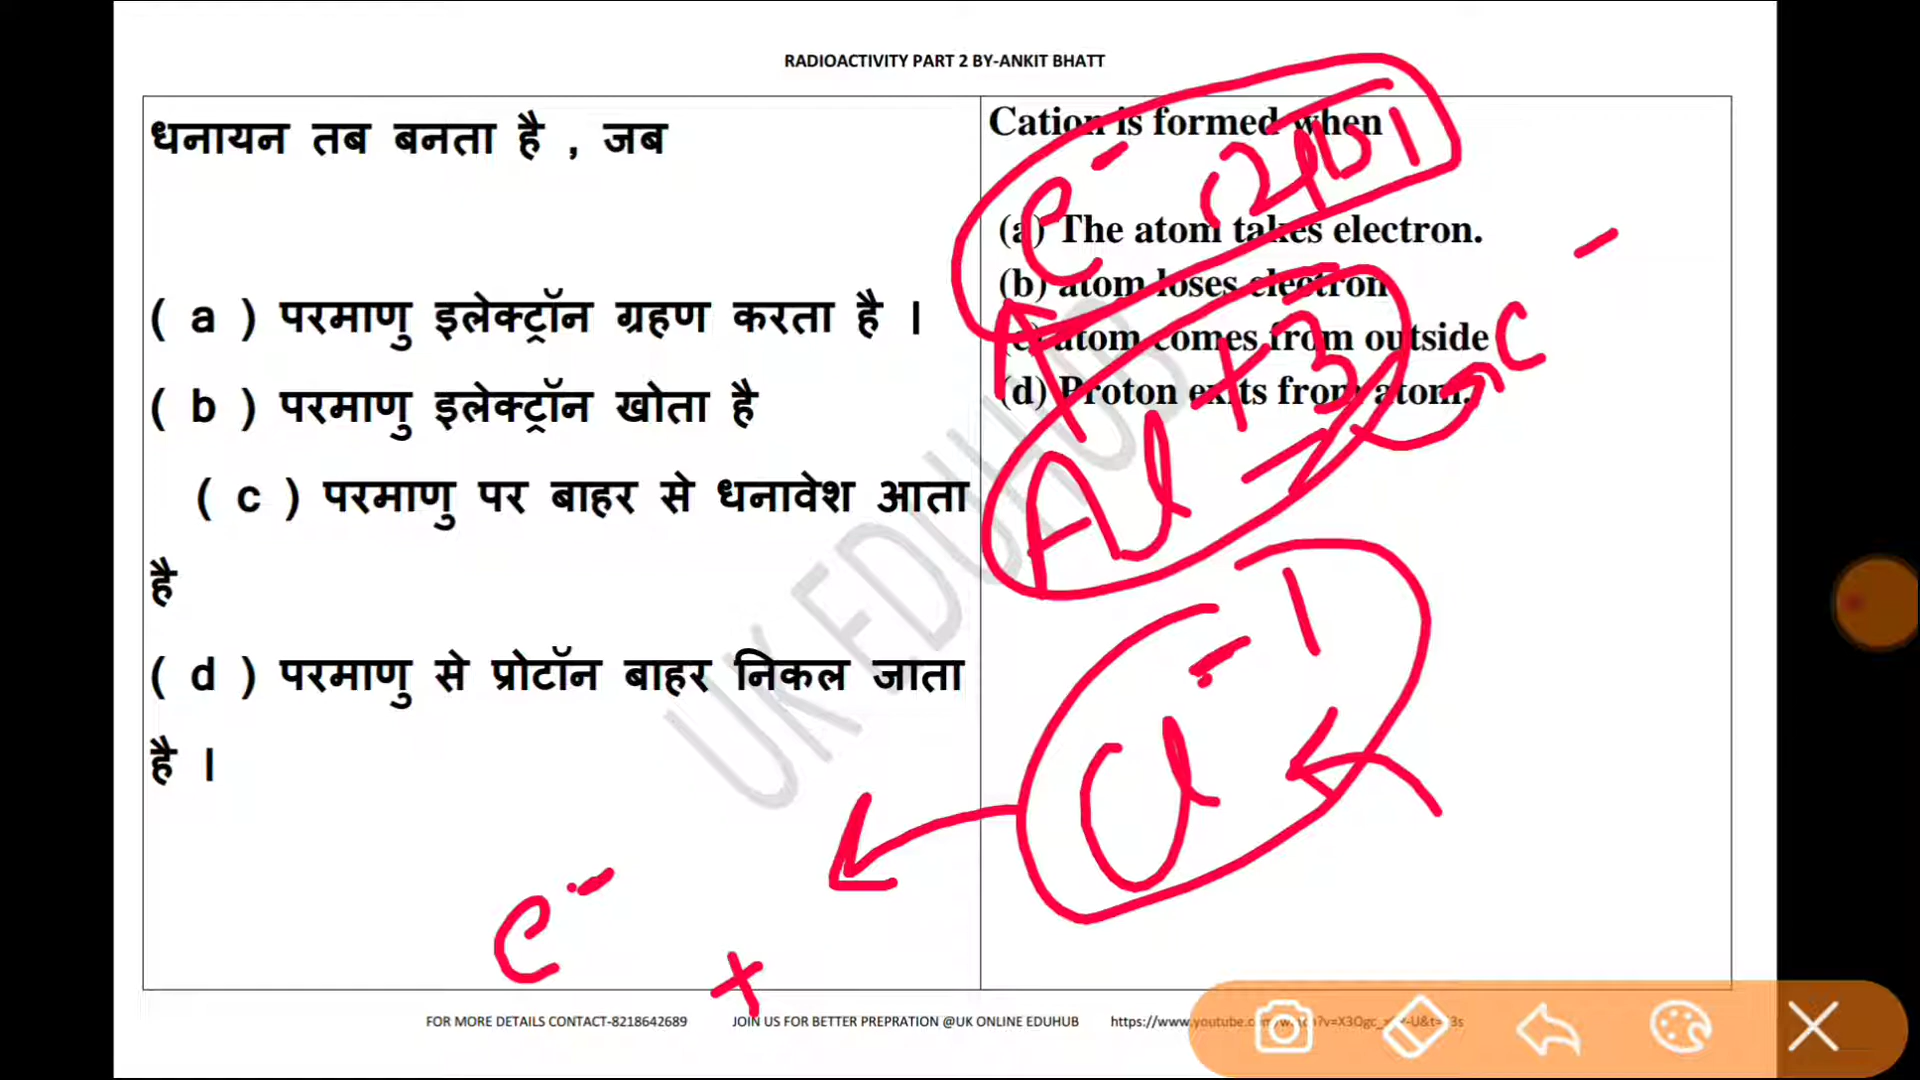 RADIOACTIVITY PART 2 BY-ANKIT BHATT
धनायन तब बनता है , जब
( a ) परमाणु इलेक्ट्रॉन ग्रहण करता है ।
( b ) परमाणु इलेक्ट्रॉन खोता है
( c ) परमाणु पर बाहर से धनावेश आता
है
( d ) परमाणु से प्रोटॉन बाहर निकल जाता
है ।
Cation is formed when
(a) The atom takes electron.
(b) atom loses electron
(c) atom comes from outside
(d) Proton exits from atom.
e-
Al +3
Cl -1
e-
+
UK EDUHUB
FOR MORE DETAILS CONTACT-8218642689 JOIN US FOR BETTER PREPRATION @UK ONLINE EDUHUB